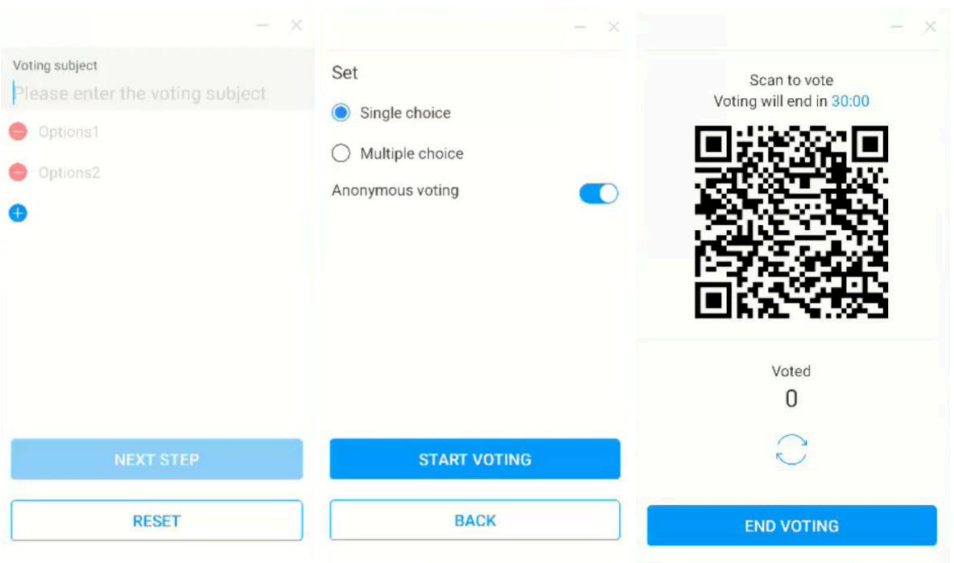 Voting subject
Please enter the voting subject
Options1
Options2
NEXT STEP
RESET
Set
Single choice
Multiple choice
Anonymous voting
START VOTING
BACK
Scan to vote
Voting will end in 30:00
Voted
0
END VOTING